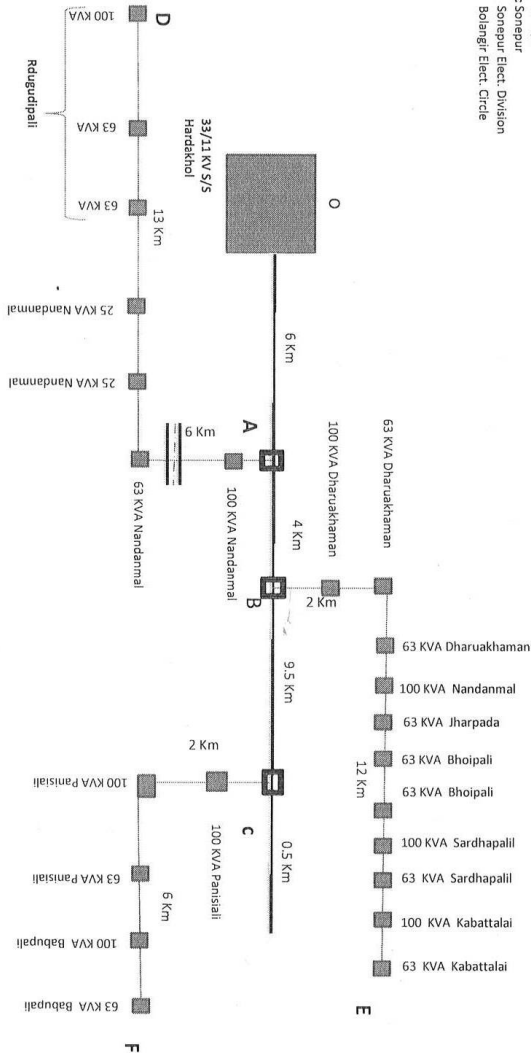 : Sonepur
Sonepur Elect. Division
Bolangir Elect. Circle
O
33/11 KV S/S
Hardakhol
6 Km
A
4 Km
B
9.5 Km
C
0.5 Km
D
100 KVA
63 KVA
63 KVA
Rdugudipali
13 Km
25 KVA Nandanmal
25 KVA Nandanmal
63 KVA Nandanmal
6 Km
100 KVA Nandanmal
100 KVA Dharuakhaman
63 KVA Dharuakhaman
2 Km
63 KVA Dharuakhaman
100 KVA Nandanmal
63 KVA Jharpada
63 KVA Bhoipali
63 KVA Bhoipali
12 Km
100 KVA Sardhapalil
63 KVA Sardhapalil
100 KVA Kabattalai
63 KVA Kabattalai
E
2 Km
100 KVA Panisiali
100 KVA Panisiali
63 KVA Panisiali
6 Km
100 KVA Babupali
63 KVA Babupali
F